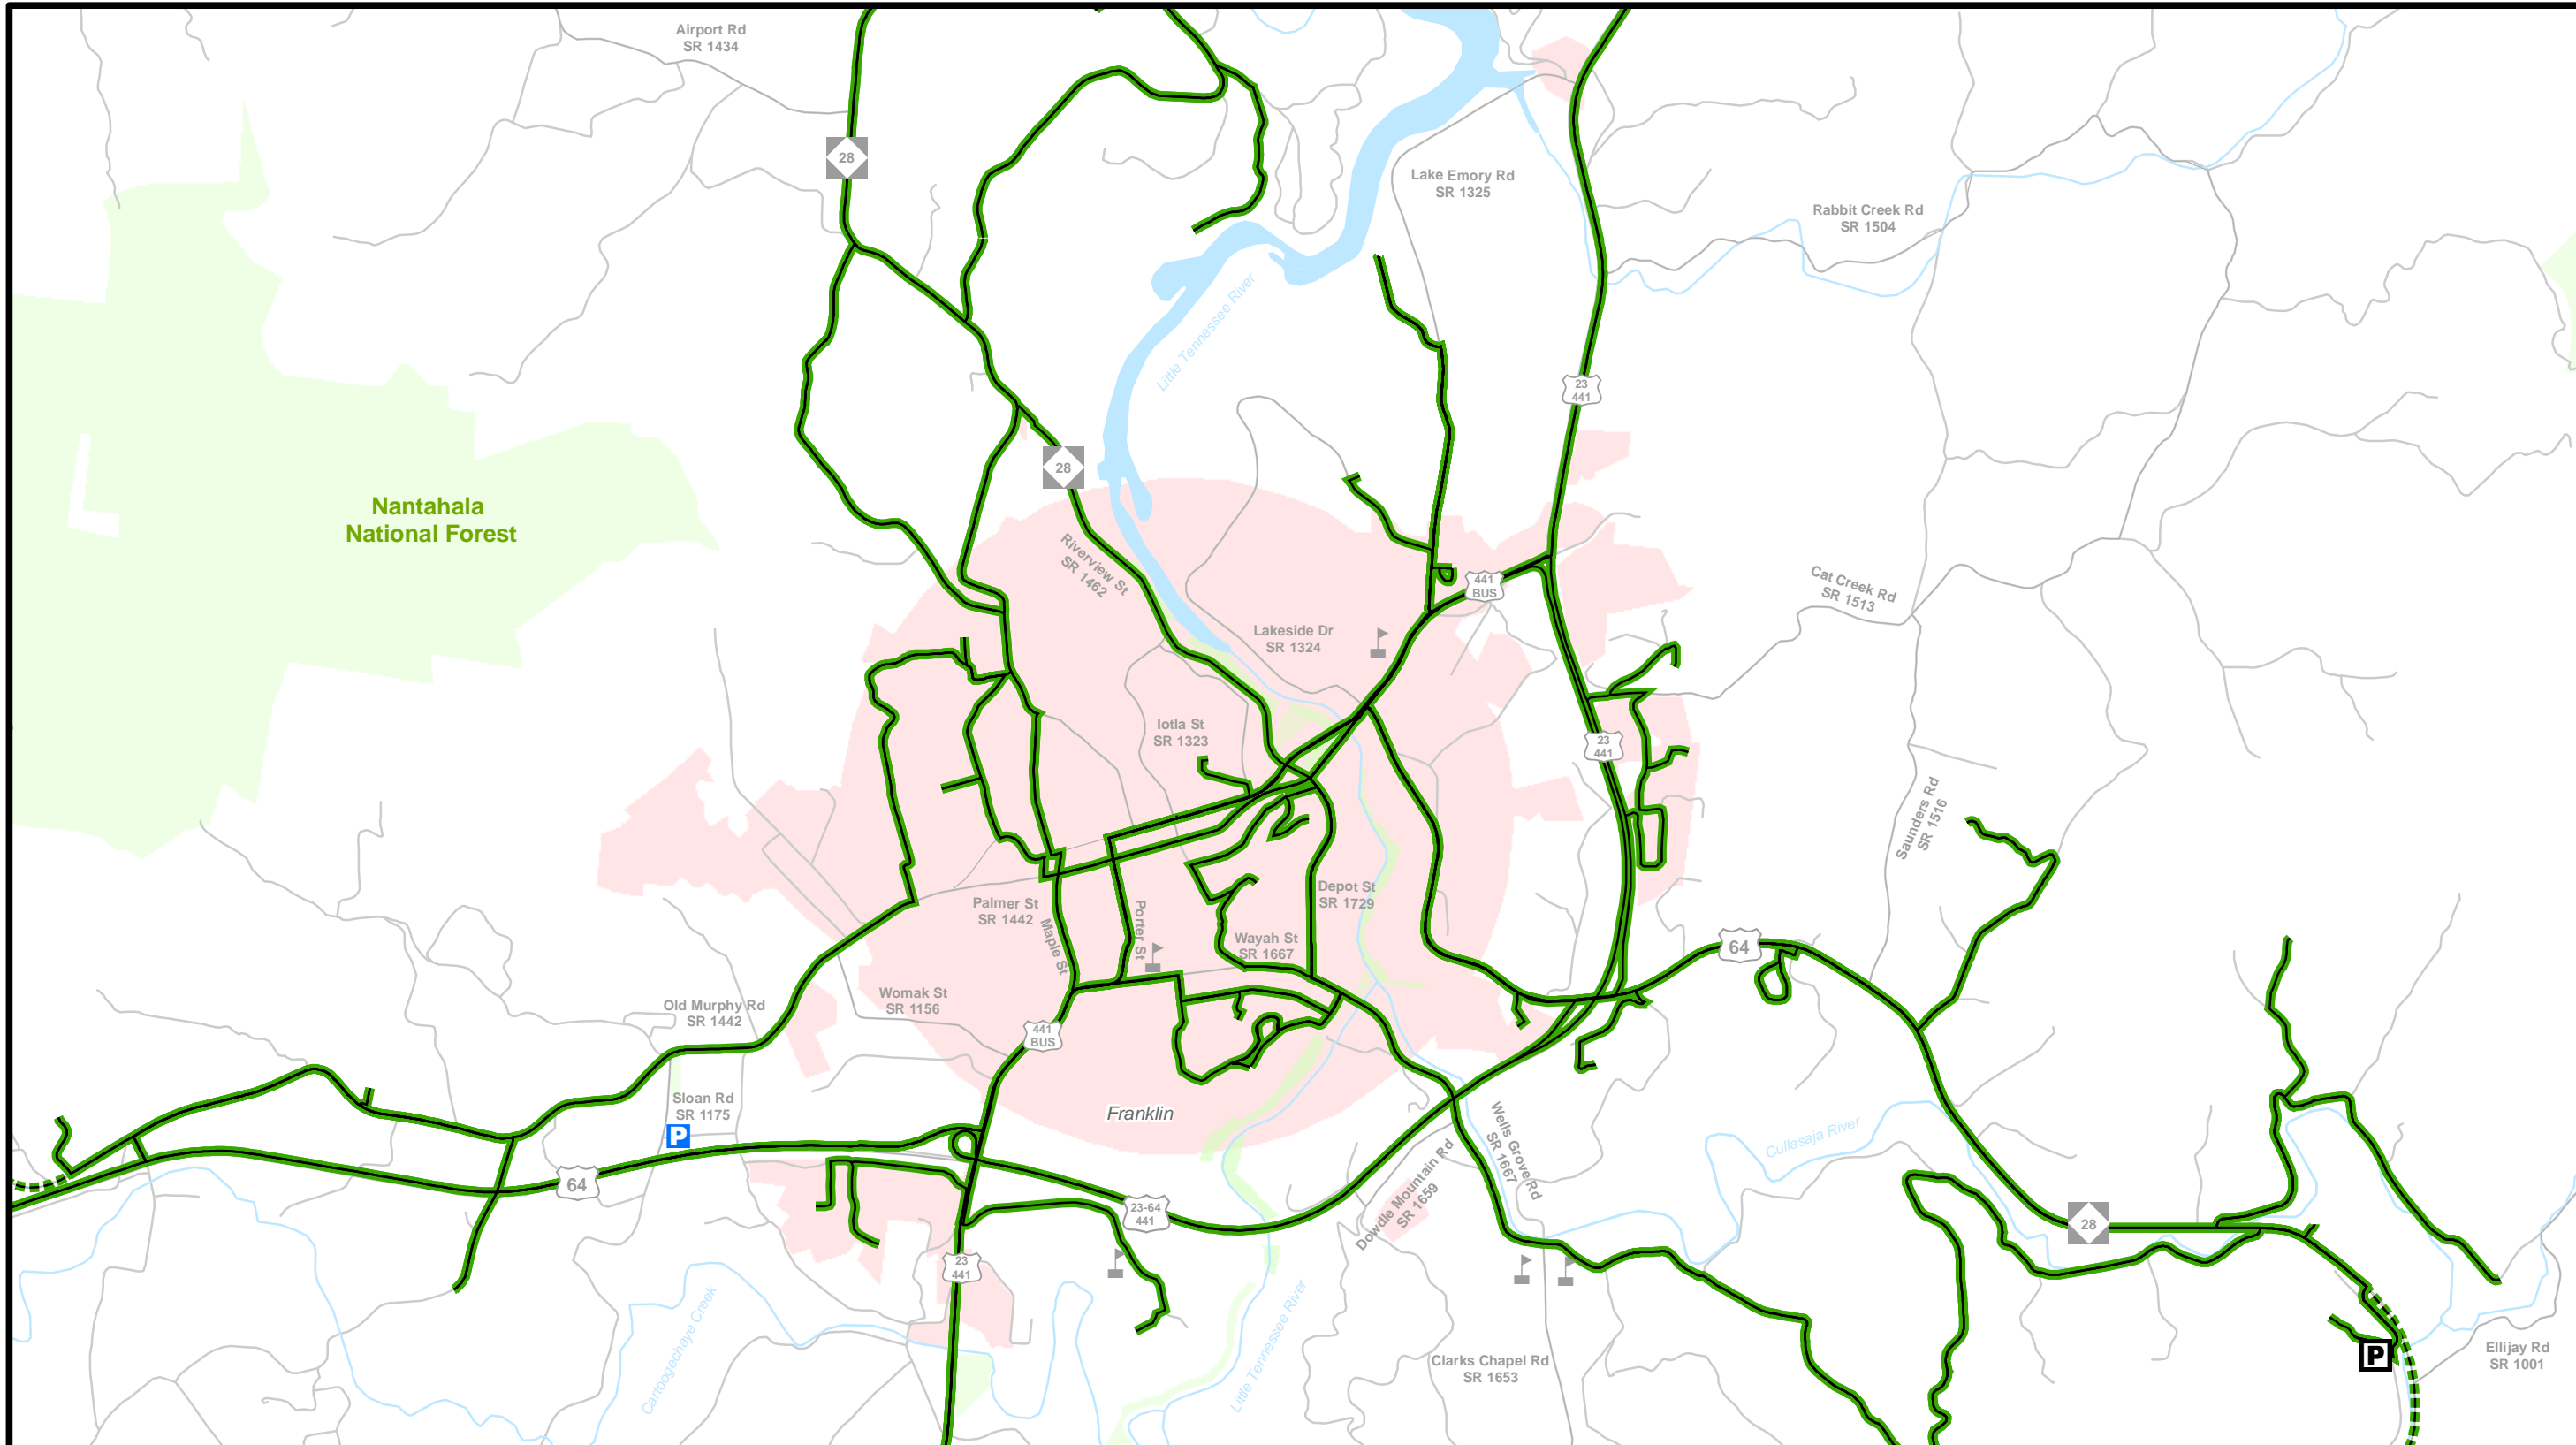 Airport Rd
SR 1434
28
Lake Emory Rd
SR 1325
Rabbit Creek Rd
SR 1504
Little Tennessee River
23
441
28
Nantahala
National Forest
Riverview St
SR 1462
441
BUS
Cat Creek Rd
SR 1513
Lakeside Dr
SR 1324
Iotla St
SR 1323
23
441
Saunders Rd
SR 1516
Palmer St
SR 1442
Maple St
Porter St
Depot St
SR 1729
Wayah St
SR 1667
64
Old Murphy Rd
SR 1442
Womak St
SR 1156
441
BUS
Sloan Rd
SR 1175
P
Franklin
Wells Grove Rd
SR 1667
Cullasaja River
Dowdle Mountain Rd
SR 1659
64
23-64
441
28
23
441
Cartoogechaye Creek
Little Tennessee River
Clarks Chapel Rd
SR 1653
P
Ellijay Rd
SR 1001